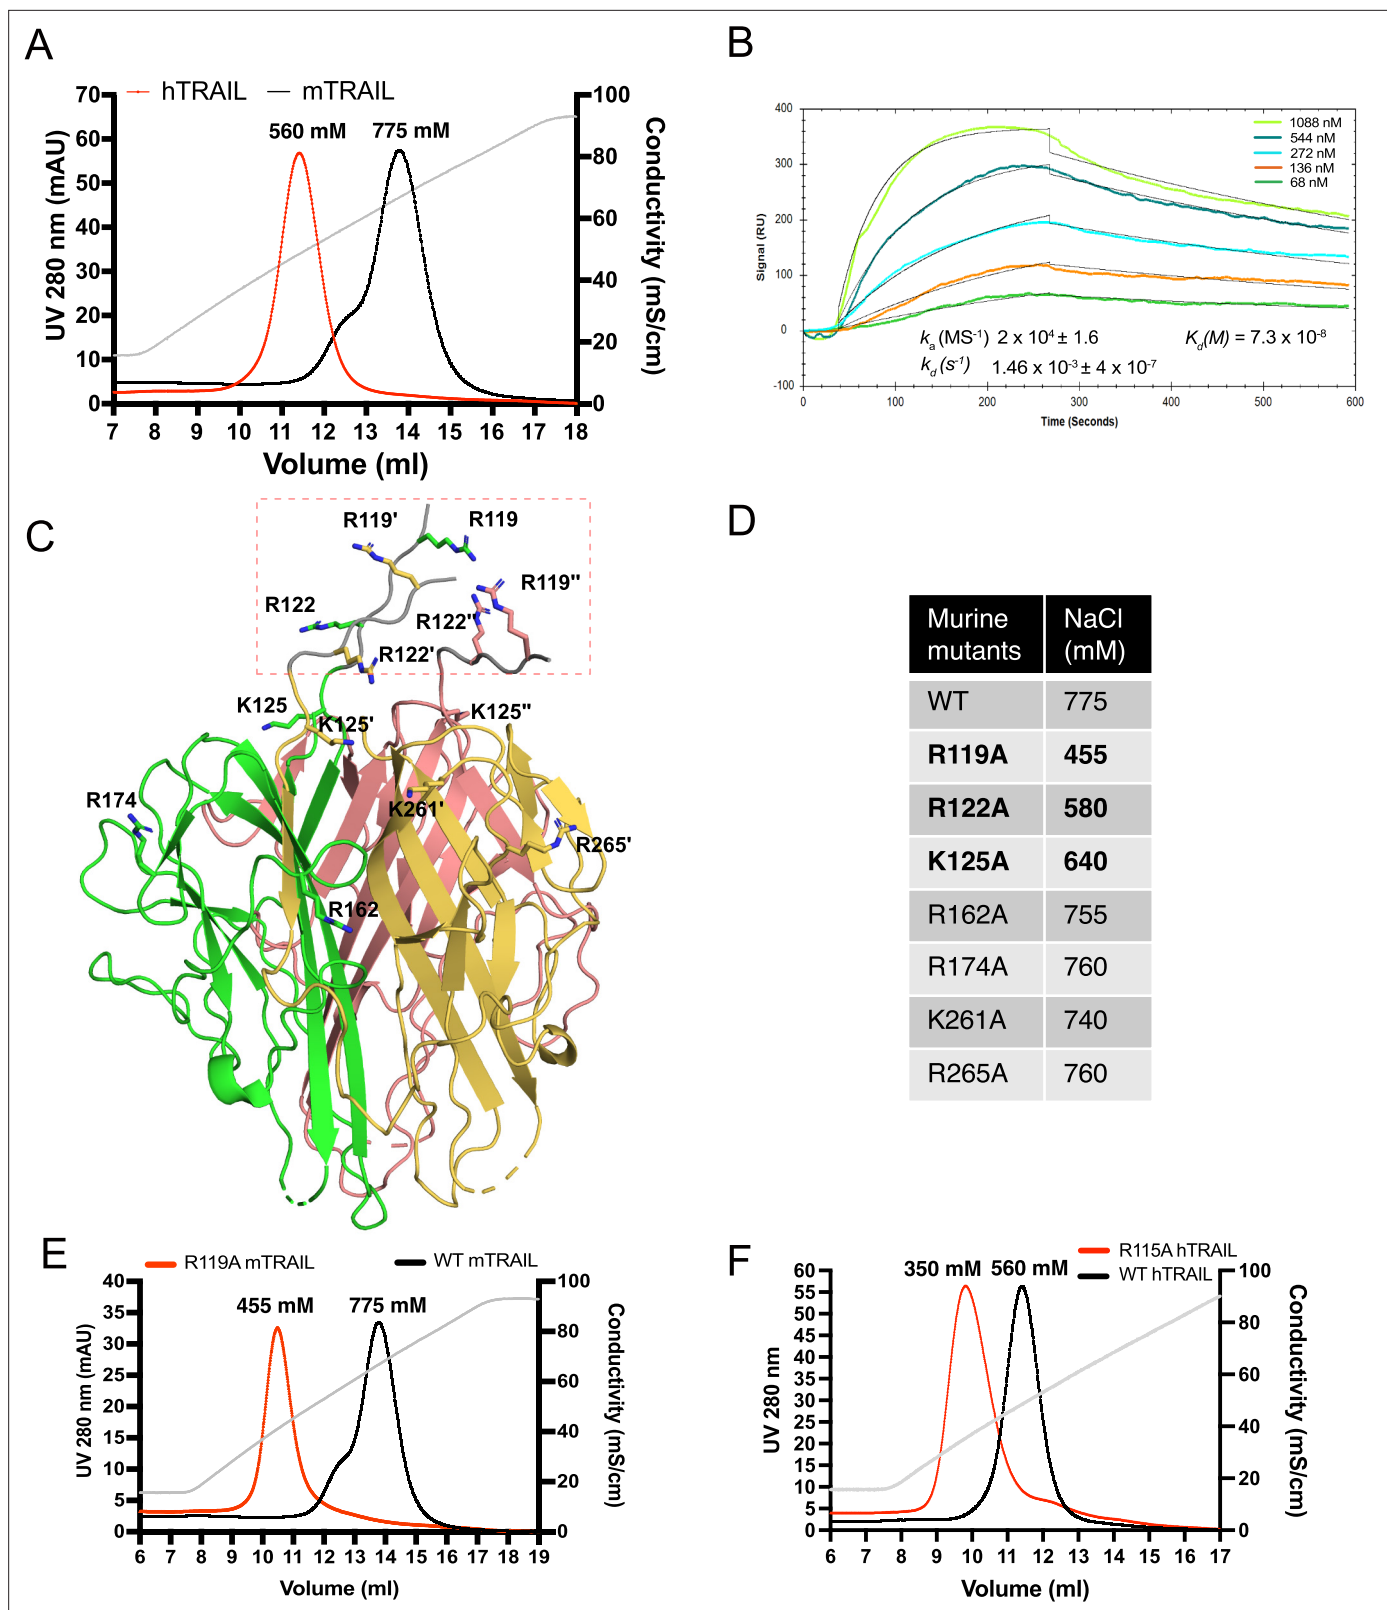 A
hTRAIL
mTRAIL
70
60
50
40
30
20
10
0
UV 280 nm (mAU)
560 mM
775 mM
100
80
60
40
20
0
Conductivity (mS/cm)
7 8 9 10 11 12 13 14 15 16 17 18
Volume (ml)
B
400
300
200
100
0
-100
Signal (RU)
1088 nM
544 nM
272 nM
136 nM
68 nM
ka (MS-1) 2 x 10⁴ ± 1.6
kd (s-1) 1.46 x 10-3 ± 4 x 10-7
Kd(M) = 7.3 x 10-8
0 100 200 300 400 500 600
Time (Seconds)
C
R119'
R119
R119"
R122
R122"
R122'
K125
K125'
K125"
R174
K261'
R265'
R162
D
Murine mutants
NaCl (mM)
WT 775
R119A 455
R122A 580
K125A 640
R162A 755
R174A 760
K261A 740
R265A 760
E
R119A mTRAIL
WT mTRAIL
40
35
30
25
20
15
10
5
0
UV 280 nm (mAU)
455 mM
775 mM
100
80
60
40
20
0
Conductivity (mS/cm)
6 7 8 9 10 11 12 13 14 15 16 17 18 19
Volume (ml)
F
R115A hTRAIL
WT hTRAIL
350 mM
560 mM
60
55
50
45
40
35
30
25
20
15
10
5
0
UV 280 nm
100
80
60
40
20
0
Conductivity (mS/cm)
6 7 8 9 10 11 12 13 14 15 16 17
Volume (ml)